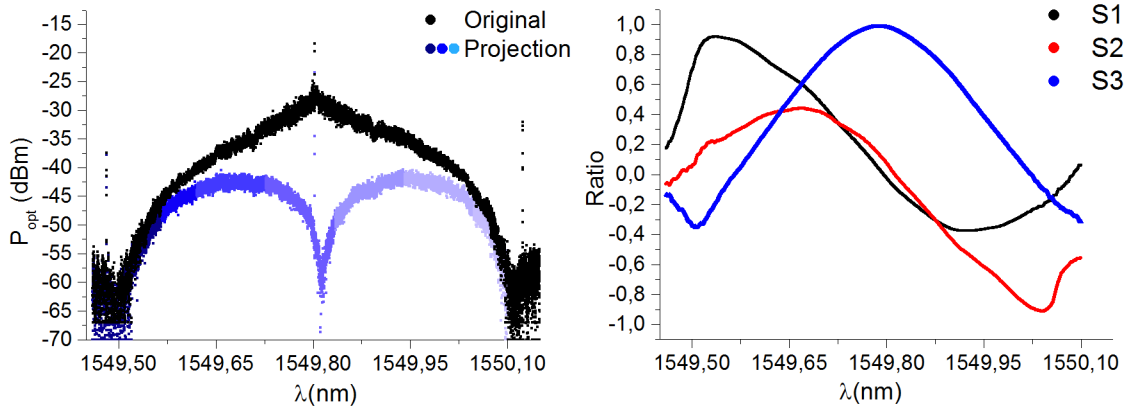 Original
Projection
-15
-20
-25
-30
-35
-40
-45
-50
-55
-60
-65
-70
P_opt (dBm)
1549,50 1549,65 1549,80 1549,95 1550,10
λ(nm)
S1
S2
S3
1,0
0,8
0,6
0,4
0,2
0,0
-0,2
-0,4
-0,6
-0,8
-1,0
Ratio
1549,50 1549,65 1549,80 1549,95 1550,10
λ(nm)